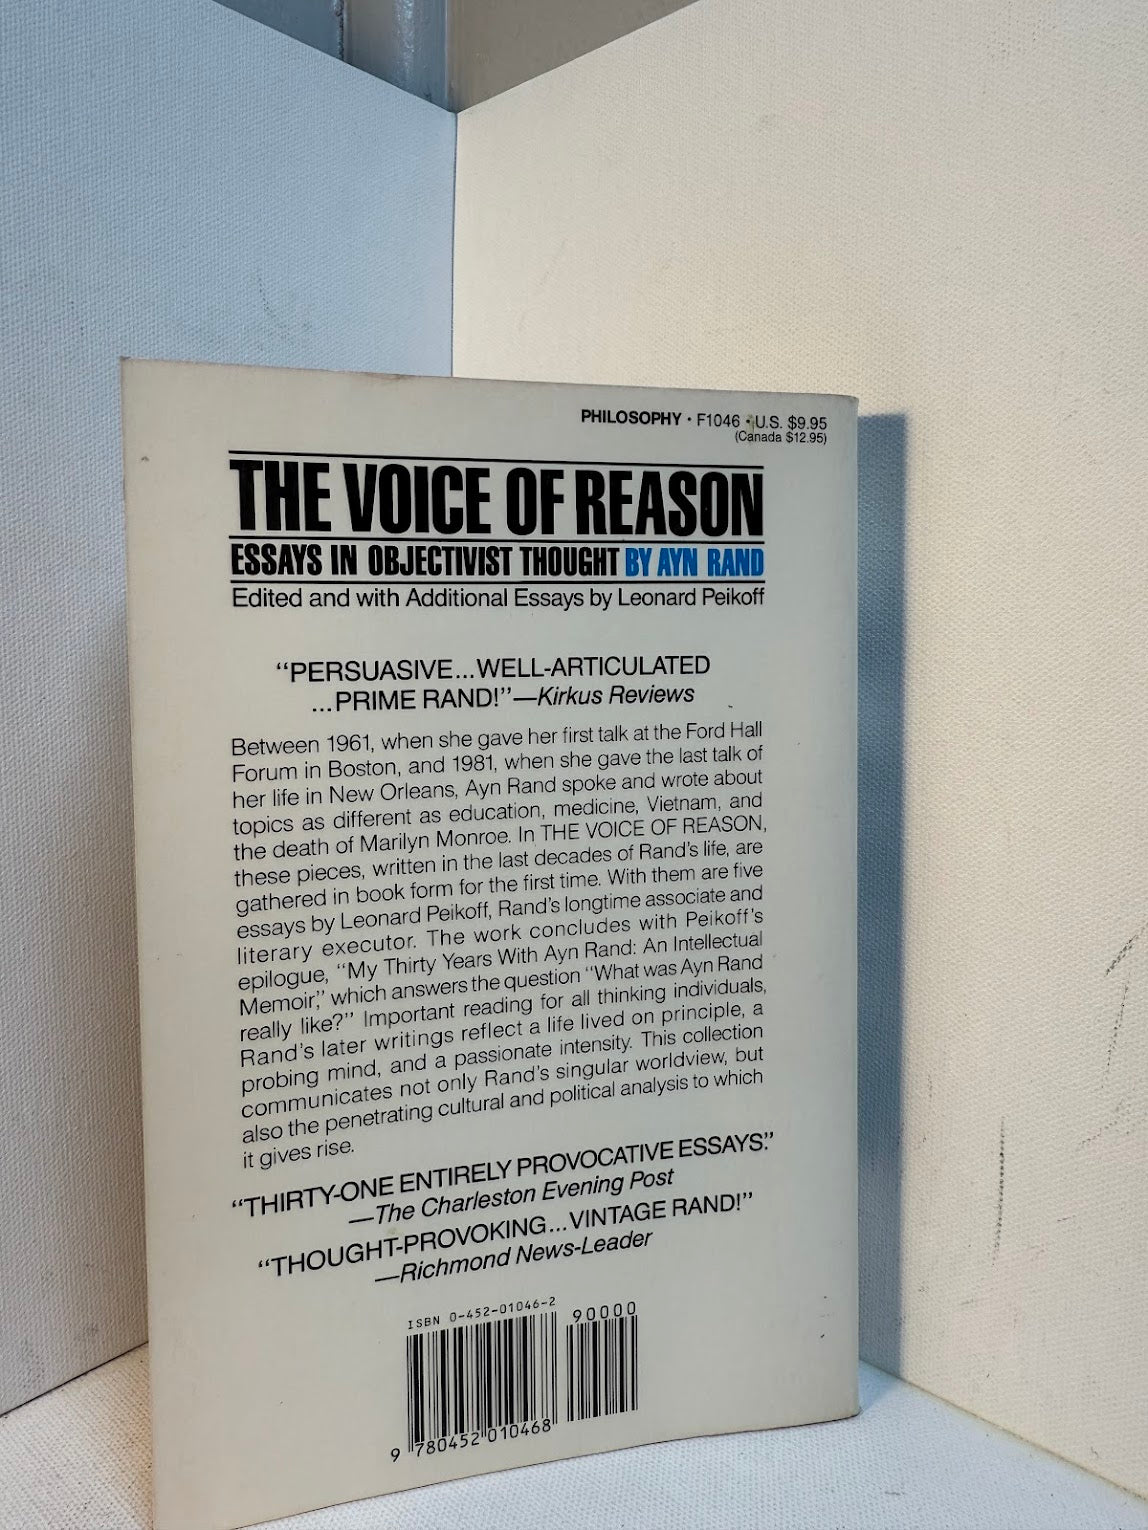 PHILOSOPHY • F1046 • U.S. $9.95
(Canada $12.95)
THE VOICE OF REASON
ESSAYS IN OBJECTIVIST THOUGHT BY AYN RAND
Edited and with Additional Essays by Leonard Peikoff
“PERSUASIVE...WELL-ARTICULATED
...PRIME RAND!”—Kirkus Reviews
Between 1961, when she gave her first talk at the Ford Hall
Forum in Boston, and 1981, when she gave the last talk of
her life in New Orleans, Ayn Rand spoke and wrote about
topics as different as education, medicine, Vietnam, and
the death of Marilyn Monroe. In THE VOICE OF REASON,
these pieces, written in the last decades of Rand's life, are
gathered in book form for the first time. With them are five
essays by Leonard Peikoff, Rand's longtime associate and
literary executor. The work concludes with Peikoff's
epilogue, “My Thirty Years With Ayn Rand: An Intellectual
Memoir,” which answers the question “What was Ayn Rand
really like?” Important reading for all thinking individuals,
Rand's later writings reflect a life lived on principle, a
probing mind, and a passionate intensity. This collection
communicates not only Rand's singular worldview, but
also the penetrating cultural and political analysis to which
it gives rise.
“THIRTY-ONE ENTIRELY PROVOCATIVE ESSAYS.”
—The Charleston Evening Post
“THOUGHT-PROVOKING...VINTAGE RAND!”
—Richmond News-Leader
ISBN 0-452-01046-2
90000
9 780452 010468